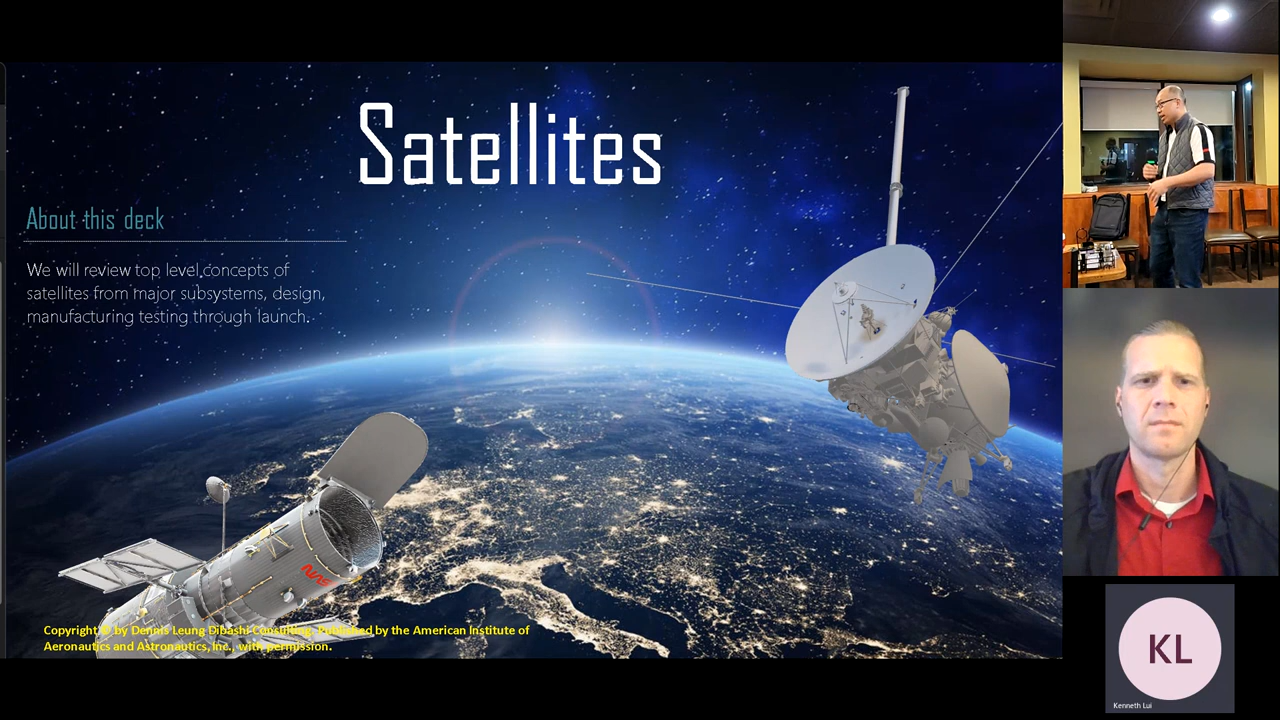 Satellites
About this deck
We will review top level concepts of
satellites from major subsystems, design,
manufacturing testing through launch.
NASA
Copyright © by Dennis Leung Dibashi Consulting. Published by the American Institute of
Aeronautics and Astronautics, Inc., with permission.
KL
Kenneth Lui